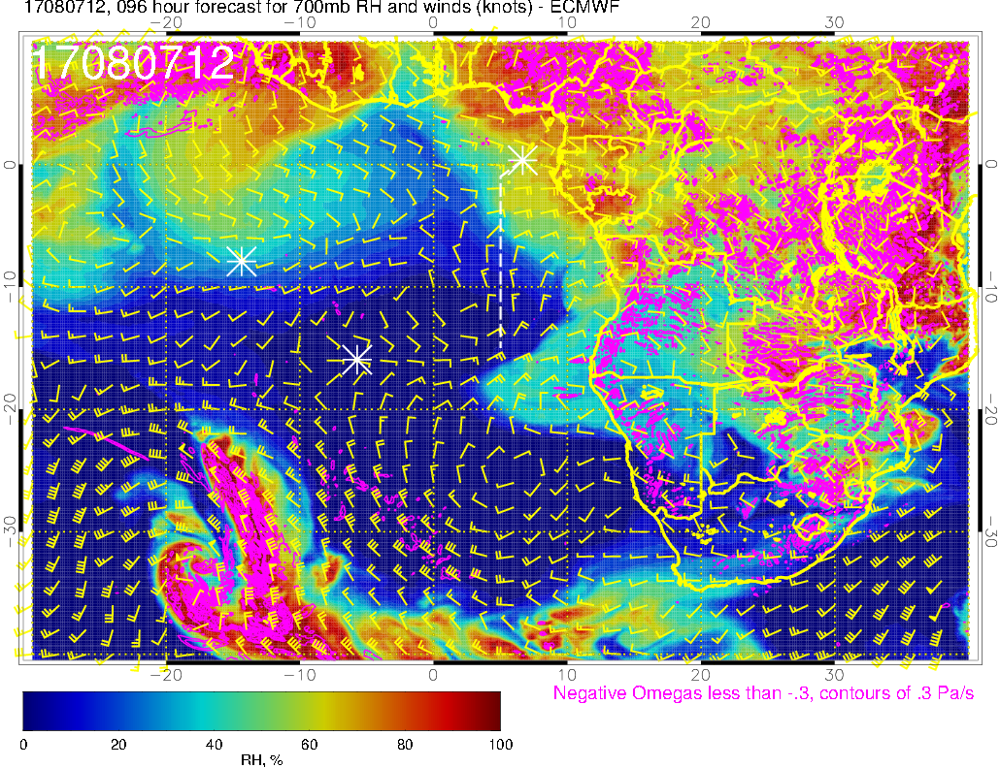 17080712, 096 hour forecast for 700mb RH and winds (knots) - ECMWF
−20 −10 0 10 20 30
17080712
0 0
−10 −10
−20 −20
−30 −30
−20 −10 0 10 20 30
Negative Omegas less than -.3, contours of .3 Pa/s
0 20 40 60 80 100
RH, %